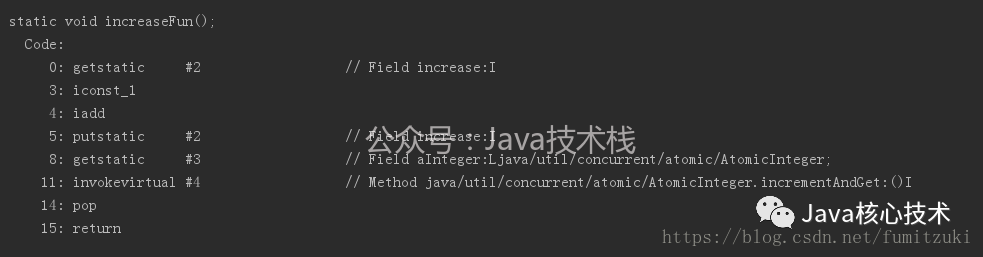 static void increaseFun();
Code:
0: getstatic #2 // Field increase:I
3: iconst_1
4: iadd
5: putstatic #2 // Field increase:I
公众号：Java技术栈
8: getstatic #3 // Field aInteger:Ljava/util/concurrent/atomic/AtomicInteger;
11: invokevirtual #4 // Method java/util/concurrent/atomic/AtomicInteger.incrementAndGet:()I
14: pop
Java核心技术
15: return
https://blog.csdn.net/fumitzuki